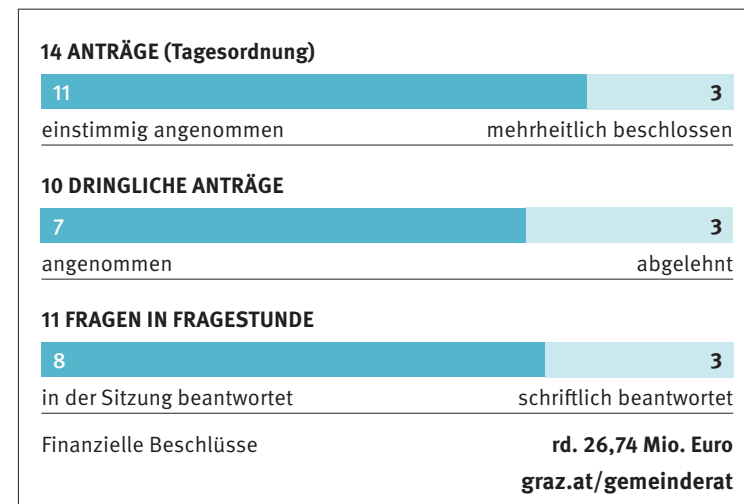 14 ANTRÄGE (Tagesordnung)
11 3
einstimmig angenommen mehrheitlich beschlossen
10 DRINGLICHE ANTRÄGE
7 3
angenommen abgelehnt
11 FRAGEN IN FRAGESTUNDE
8 3
in der Sitzung beantwortet schriftlich beantwortet
Finanzielle Beschlüsse rd. 26,74 Mio. Euro
graz.at/gemeinderat